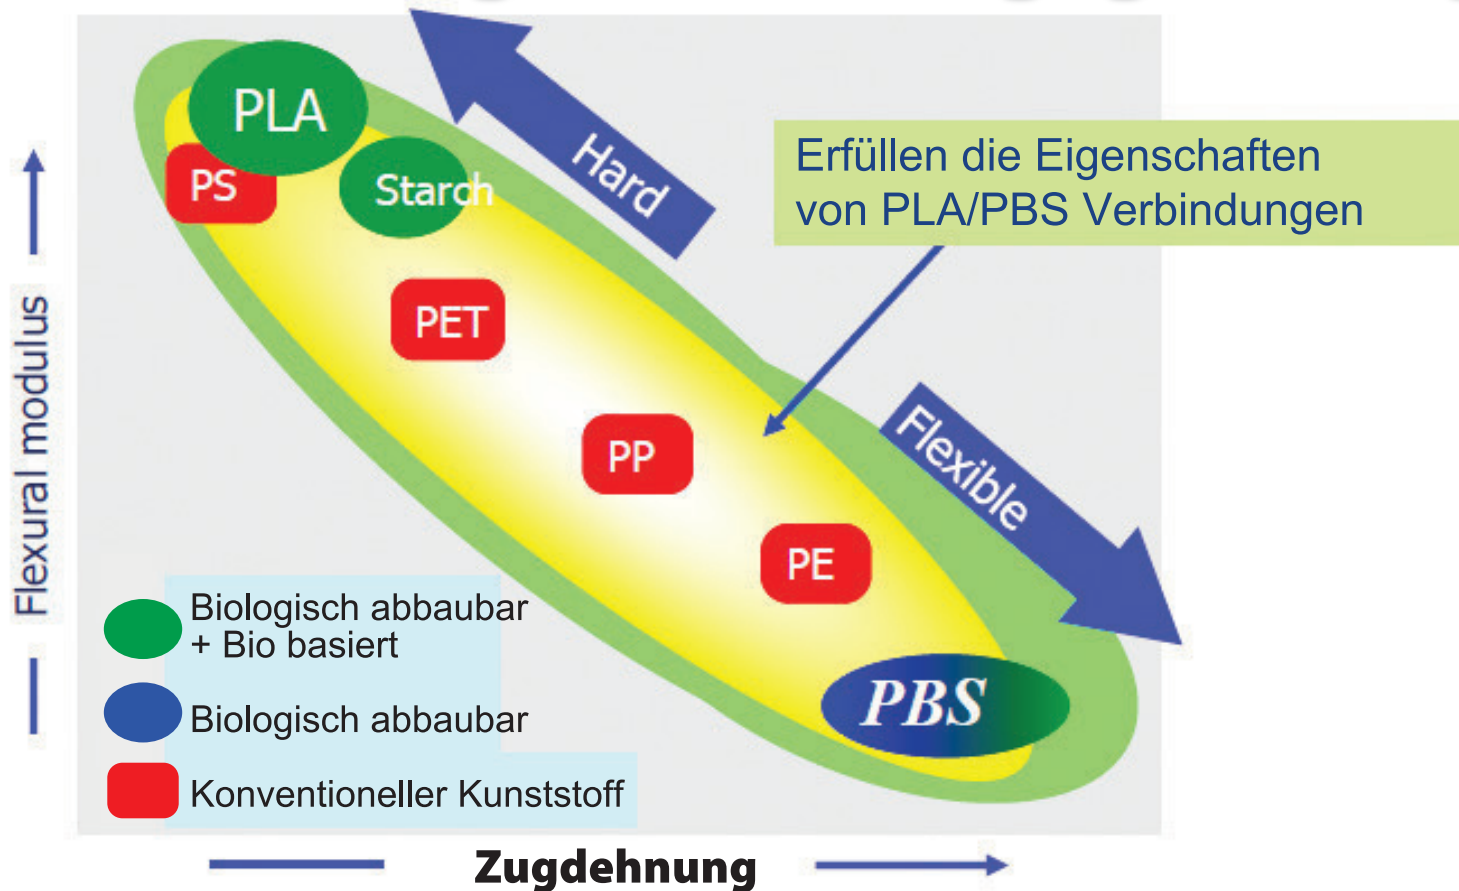 PLA
PS
Starch
Hard
Erfüllen die Eigenschaften
von PLA/PBS Verbindungen
PET
PP
Flexible
PE
PBS
Flexural modulus
Biologisch abbaubar
+ Bio basiert
Biologisch abbaubar
Konventioneller Kunststoff
Zugdehnung